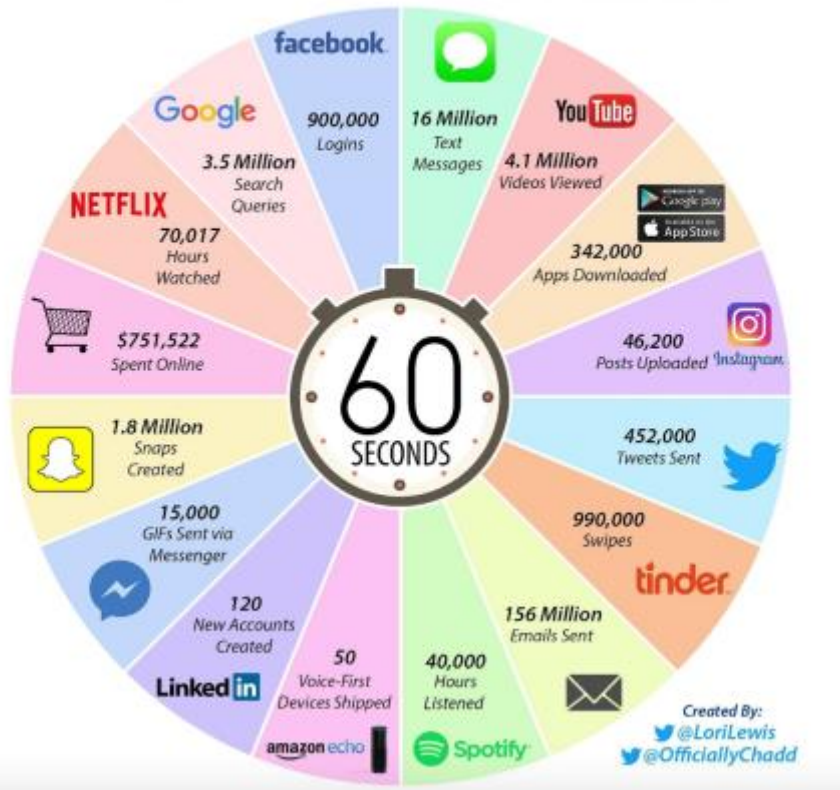 facebook
900,000
Logins
16 Million
Text
Messages
YouTube
4.1 Million
Videos Viewed
Google play
App Store
342,000
Apps Downloaded
46,200
Posts Uploaded
Instagram
452,000
Tweets Sent
990,000
Swipes
tinder
156 Million
Emails Sent
40,000
Hours
Listened
Spotify
50
Voice-First
Devices Shipped
amazon echo
120
New Accounts
Created
Linked in
15,000
GIFs Sent via
Messenger
1.8 Million
Snaps
Created
$751,522
Spent Online
NETFLIX
70,017
Hours
Watched
Google
3.5 Million
Search
Queries
60
SECONDS
Created By:
@LoriLewis
@OfficiallyChadd